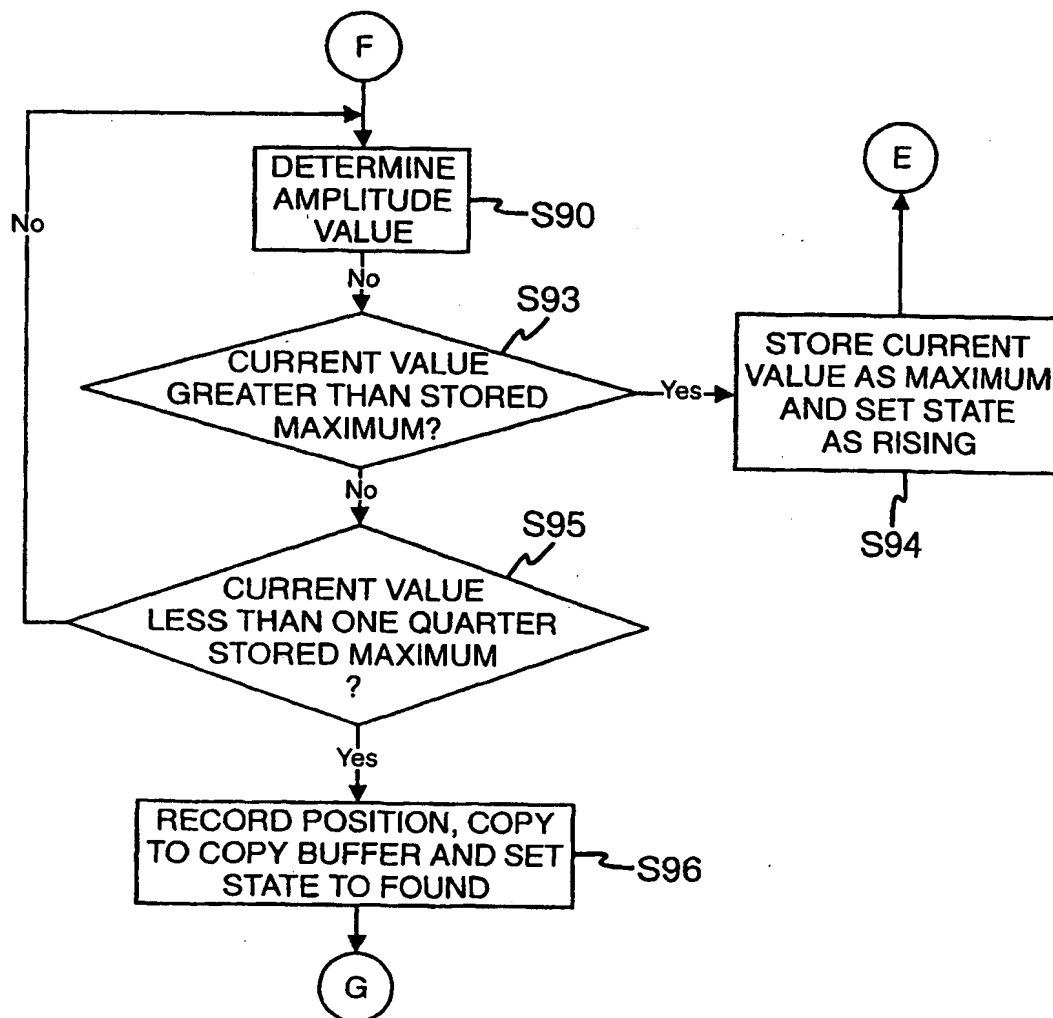 F
DETERMINE
AMPLITUDE
VALUE
S90
E
No
No
S93
CURRENT VALUE
GREATER THAN STORED
MAXIMUM?
Yes
STORE CURRENT
VALUE AS MAXIMUM
AND SET STATE
AS RISING
S94
No
S95
CURRENT VALUE
LESS THAN ONE QUARTER
STORED MAXIMUM
?
Yes
RECORD POSITION, COPY
TO COPY BUFFER AND SET
STATE TO FOUND
S96
G